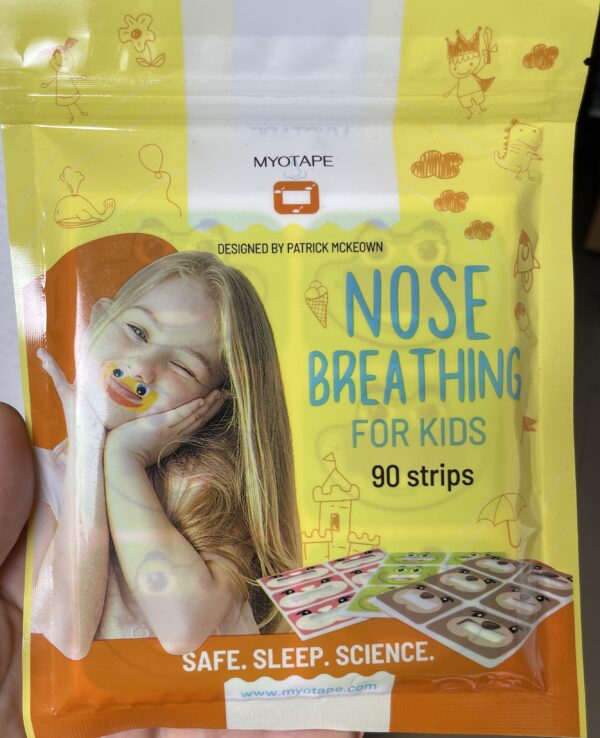 MYOTAPE
DESIGNED BY PATRICK MCKEOWN
NOSE
BREATHING
FOR KIDS
90 strips
SAFE. SLEEP. SCIENCE.
www.myotape.com